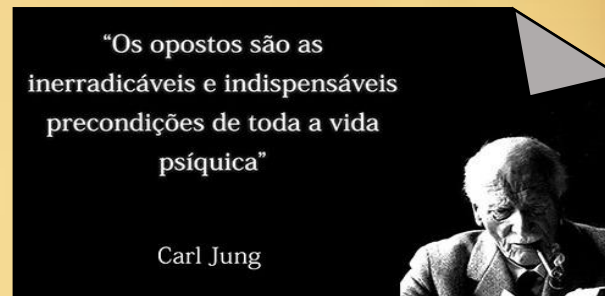 “Os opostos são as
inerradicáveis e indispensáveis
precondições de toda a vida
psíquica”
Carl Jung